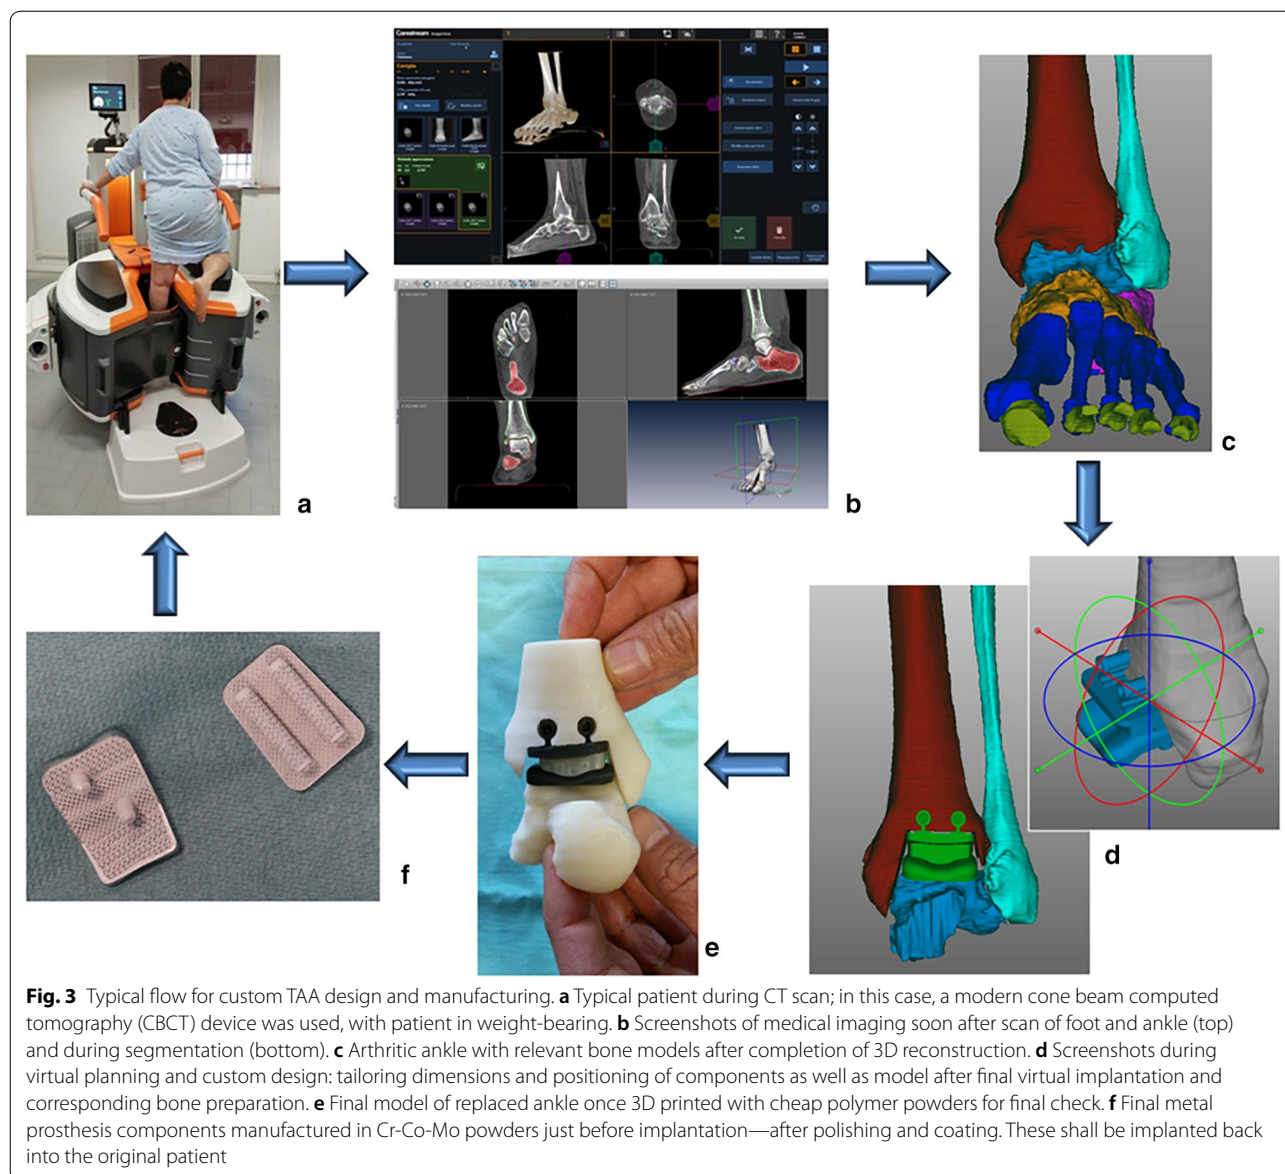 Carestream
a
b
c
d
e
f
Fig. 3 Typical flow for custom TAA design and manufacturing. a Typical patient during CT scan; in this case, a modern cone beam computed
tomography (CBCT) device was used, with patient in weight-bearing. b Screenshots of medical imaging soon after scan of foot and ankle (top)
and during segmentation (bottom). c Arthritic ankle with relevant bone models after completion of 3D reconstruction. d Screenshots during
virtual planning and custom design: tailoring dimensions and positioning of components as well as model after final virtual implantation and
corresponding bone preparation. e Final model of replaced ankle once 3D printed with cheap polymer powders for final check. f Final metal
prosthesis components manufactured in Cr-Co-Mo powders just before implantation—after polishing and coating. These shall be implanted back
into the original patient